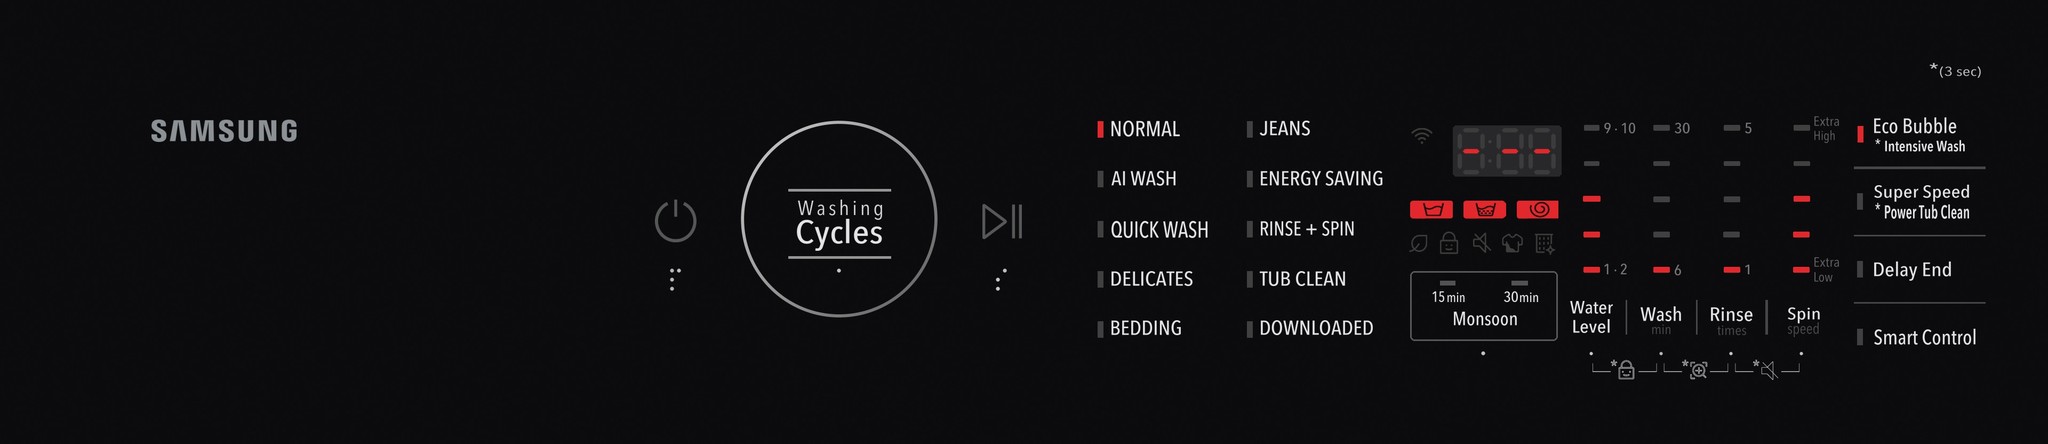 *(3 sec)
SAMSUNG
Washing
Cycles
NORMAL
AI WASH
QUICK WASH
DELICATES
BEDDING
JEANS
ENERGY SAVING
RINSE + SPIN
TUB CLEAN
DOWNLOADED
- - -
15min 30min
Monsoon
9 · 10
1 · 2
Water
Level
30
6
Wash
min
5
1
Rinse
times
Extra
High
Extra
Low
Spin
speed
*
*
*
Eco Bubble
* Intensive Wash
Super Speed
* Power Tub Clean
Delay End
Smart Control